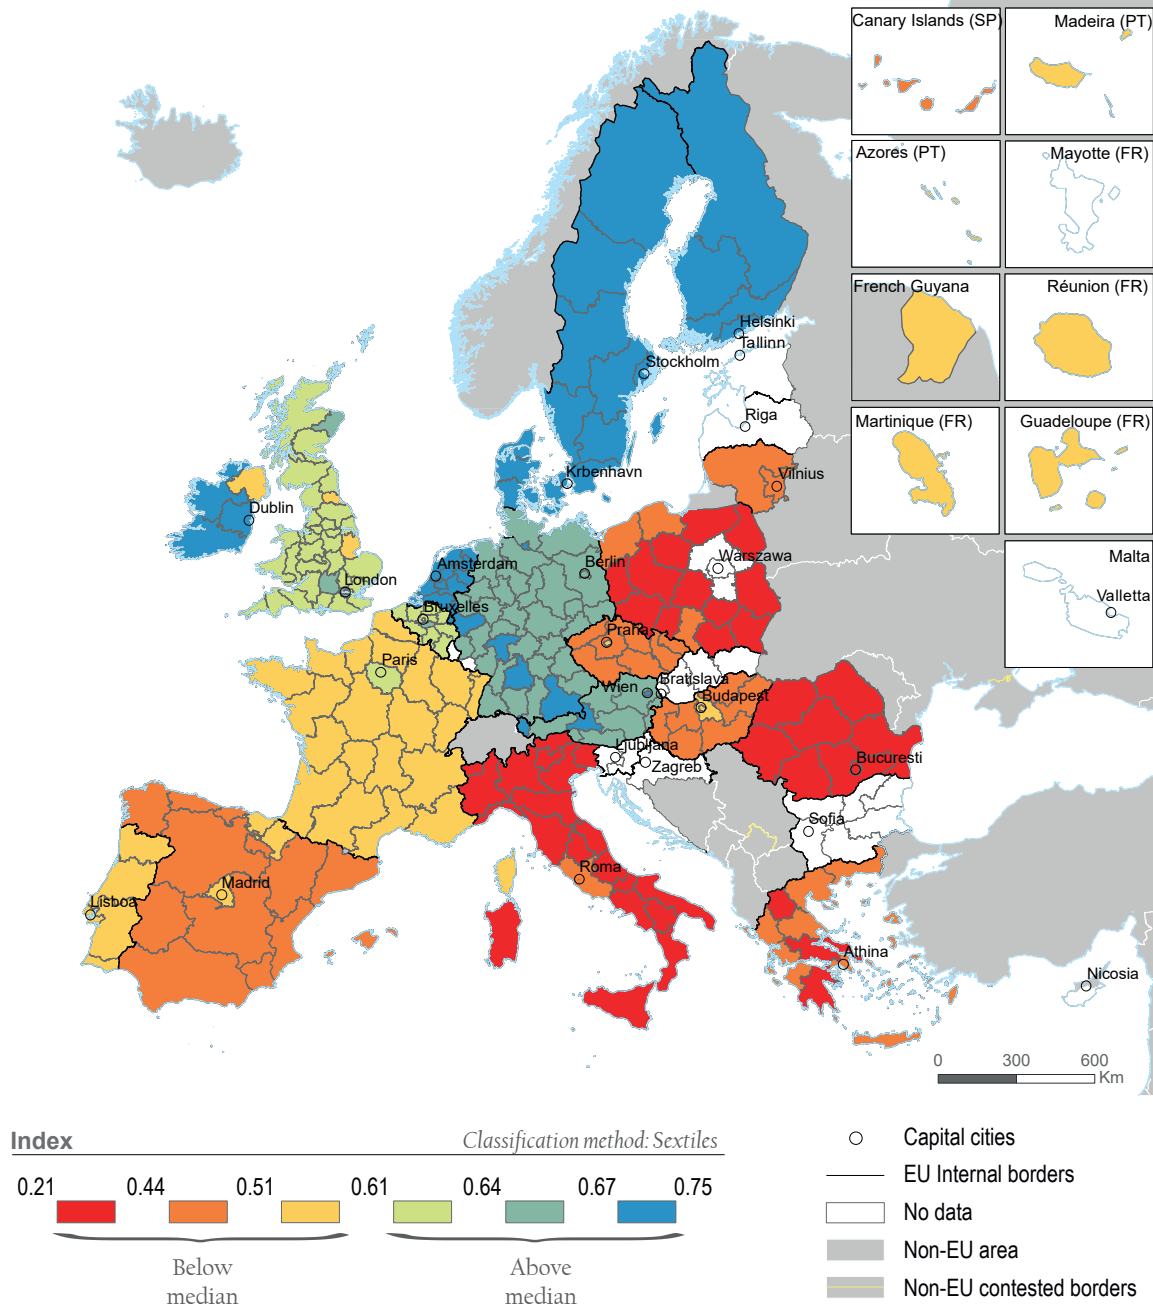 Canary Islands (SP)
Madeira (PT)
Azores (PT)
Mayotte (FR)
French Guyana
Réunion (FR)
Martinique (FR)
Guadeloupe (FR)
Malta
Valletta
Helsinki
Tallinn
Stockholm
Riga
Krbenhavn
Vilnius
Dublin
Amsterdam
Berlin
Warszawa
London
Bruxelles
Praha
Paris
Wien
Bratislava
Budapest
Ljubljana
Zagreb
Bucuresti
Sofia
Roma
Madrid
Lisboa
Athina
Nicosia
0 300 600
Km
Index
Classification method: Sextiles
0.21 0.44 0.51 0.61 0.64 0.67 0.75
Below
median
Above
median
Capital cities
EU Internal borders
No data
Non-EU area
Non-EU contested borders